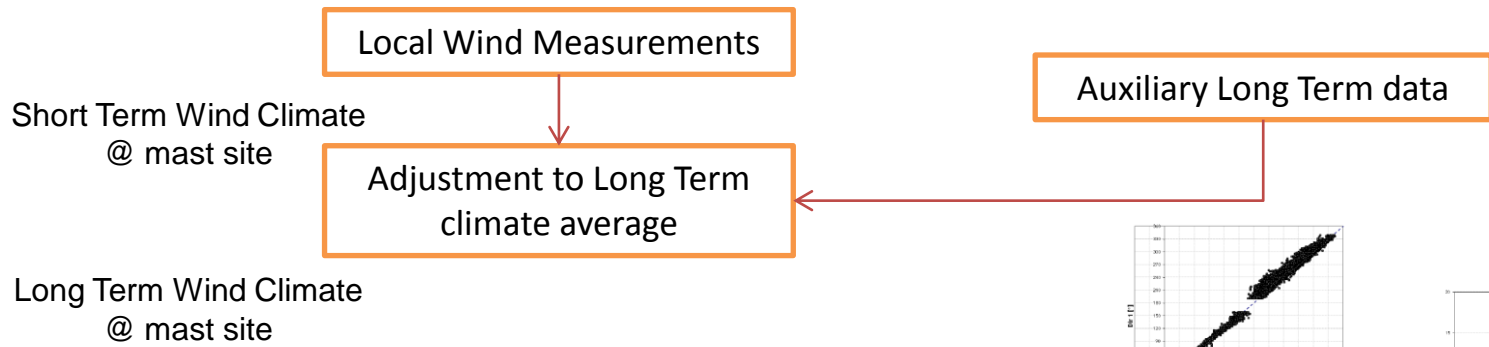 Local Wind Measurements
Auxiliary Long Term data
Short Term Wind Climate
@ mast site
Adjustment to Long Term
climate average
Long Term Wind Climate
@ mast site